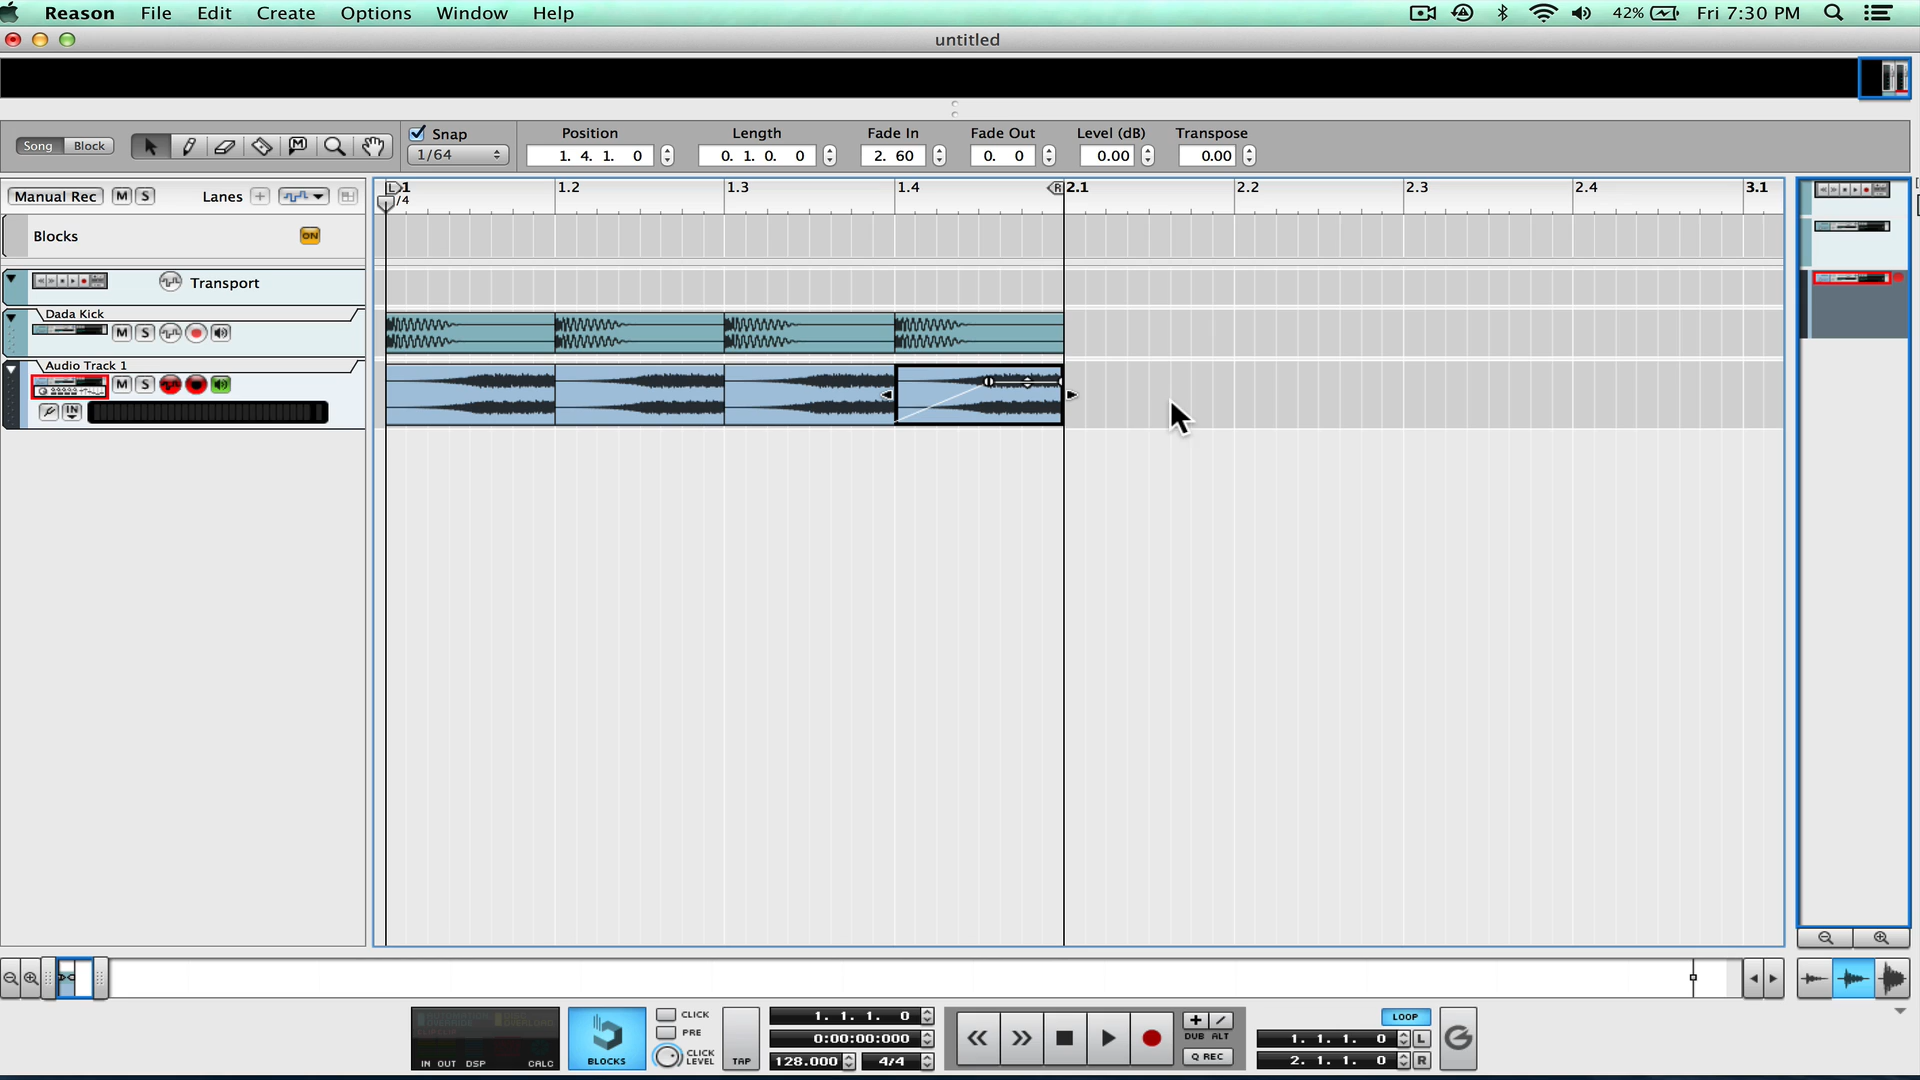 Reason File Edit Create Options Window Help 42% Fri 7:30 PM
untitled
Song Block Snap Position Length Fade In Fade Out Level (dB) Transpose
1/64 1. 4. 1. 0 0. 1. 0. 0 2. 60 0. 0 0.00 0.00
Manual Rec M S Lanes
L 1 1.2 1.3 1.4 R 2.1 2.2 2.3 2.4 3.1
/4
Blocks ON
Transport
Dada Kick
M S
Audio Track 1
M S
IN
CLICK
PRE
CLICK
LEVEL
IN OUT DSP CALC
BLOCKS
TAP
1. 1. 1. 0
0:00:00:000
128.000 4/4
DUB ALT
Q REC
LOOP
1. 1. 1. 0 L
2. 1. 1. 0 R